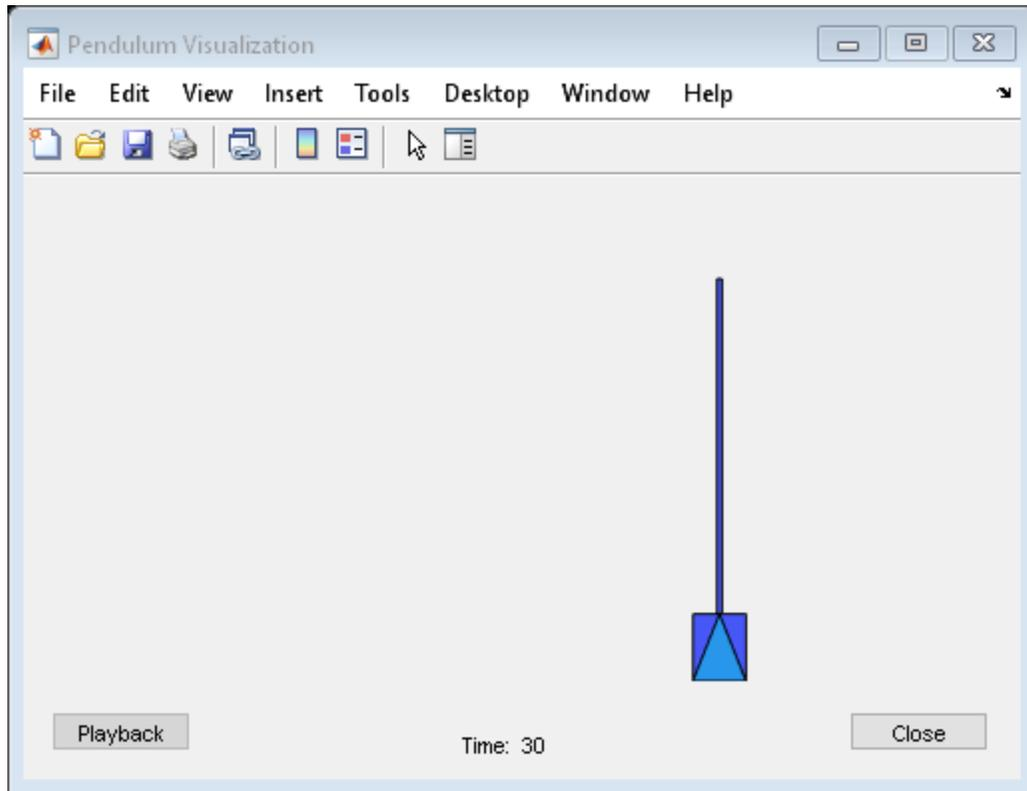 Pendulum Visualization
File Edit View Insert Tools Desktop Window Help
Playback Time: 30 Close